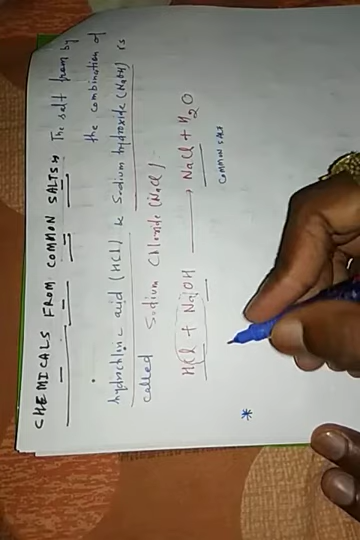 CHEMICALS FROM COMMON SALTS → The salt from by
the combination of
hydrochloric acid (HCl) & Sodium hydroxide (NaOH) is
called Sodium Chloride (NaCl).
HCl + NaOH → NaCl + H2O
COMMON SALT
*